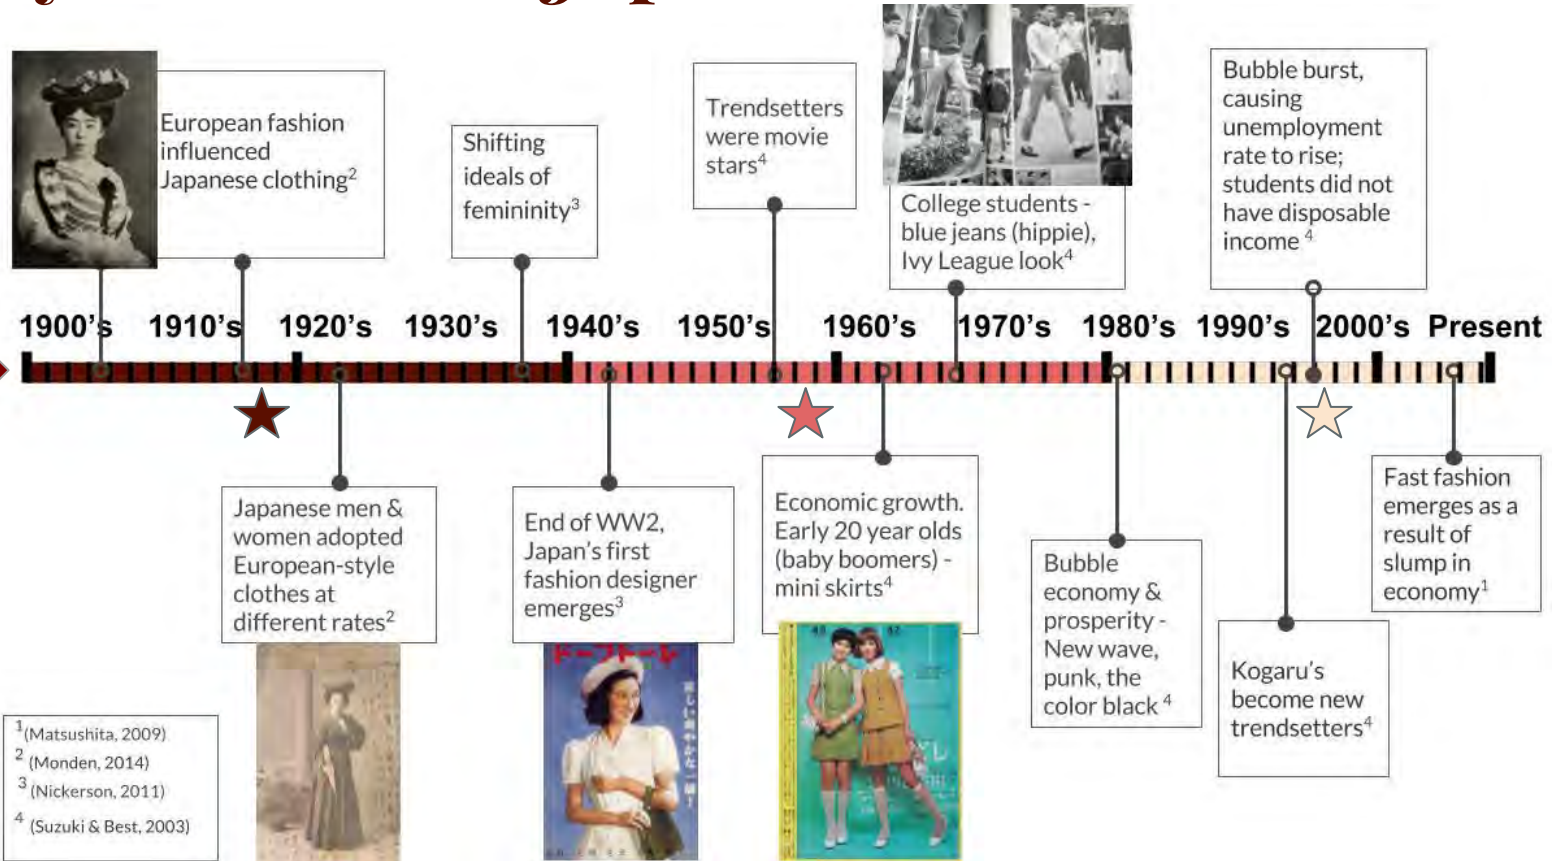 European fashion
influenced
Japanese clothing²
Shifting
ideals of
femininity³
Trendsetters
were movie
stars⁴
College students -
blue jeans (hippie),
Ivy League look⁴
Bubble burst,
causing
unemployment
rate to rise;
students did not
have disposable
income ⁴
1900's 1910's 1920's 1930's 1940's 1950's 1960's 1970's 1980's 1990's 2000's Present
Japanese men &
women adopted
European-style
clothes at
different rates²
End of WW2,
Japan's first
fashion designer
emerges³
Economic growth.
Early 20 year olds
(baby boomers) -
mini skirts⁴
Bubble
economy &
prosperity -
New wave,
punk, the
color black ⁴
Kogaru's
become new
trendsetters⁴
Fast fashion
emerges as a
result of
slump in
economy¹
¹(Matsushita, 2009)
² (Monden, 2014)
³ (Nickerson, 2011)
⁴ (Suzuki & Best, 2003)